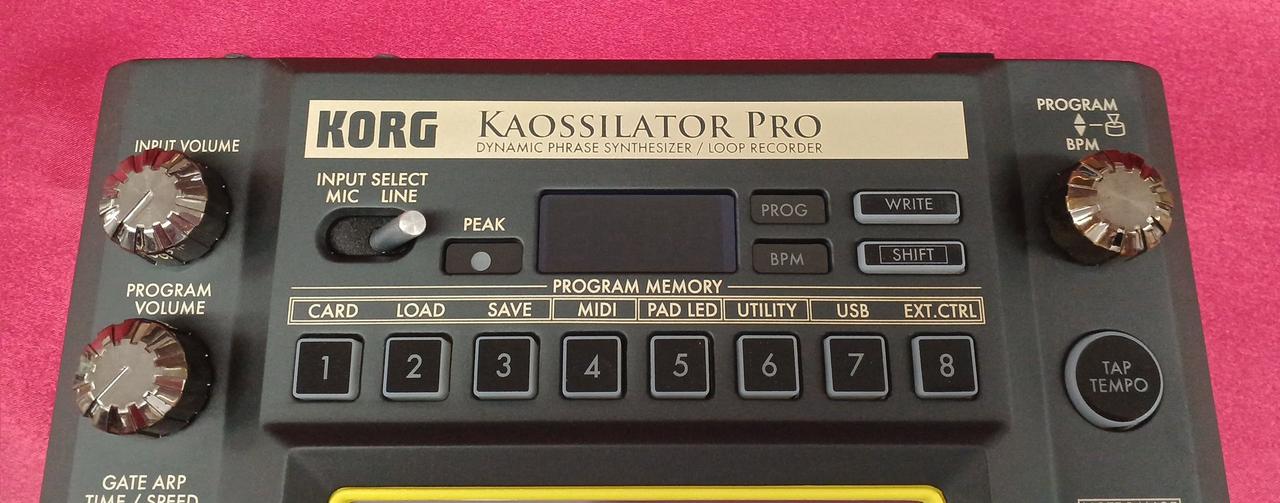 KORG KAOSSILATOR PRO
DYNAMIC PHRASE SYNTHESIZER / LOOP RECORDER
PROGRAM
BPM
INPUT VOLUME
INPUT SELECT
MIC LINE
PEAK
PROG
WRITE
BPM
SHIFT
PROGRAM MEMORY
PROGRAM
VOLUME
CARD LOAD SAVE MIDI PAD LED UTILITY USB EXT.CTRL
1 2 3 4 5 6 7 8
TAP
TEMPO
GATE ARP
TIME / SPEED